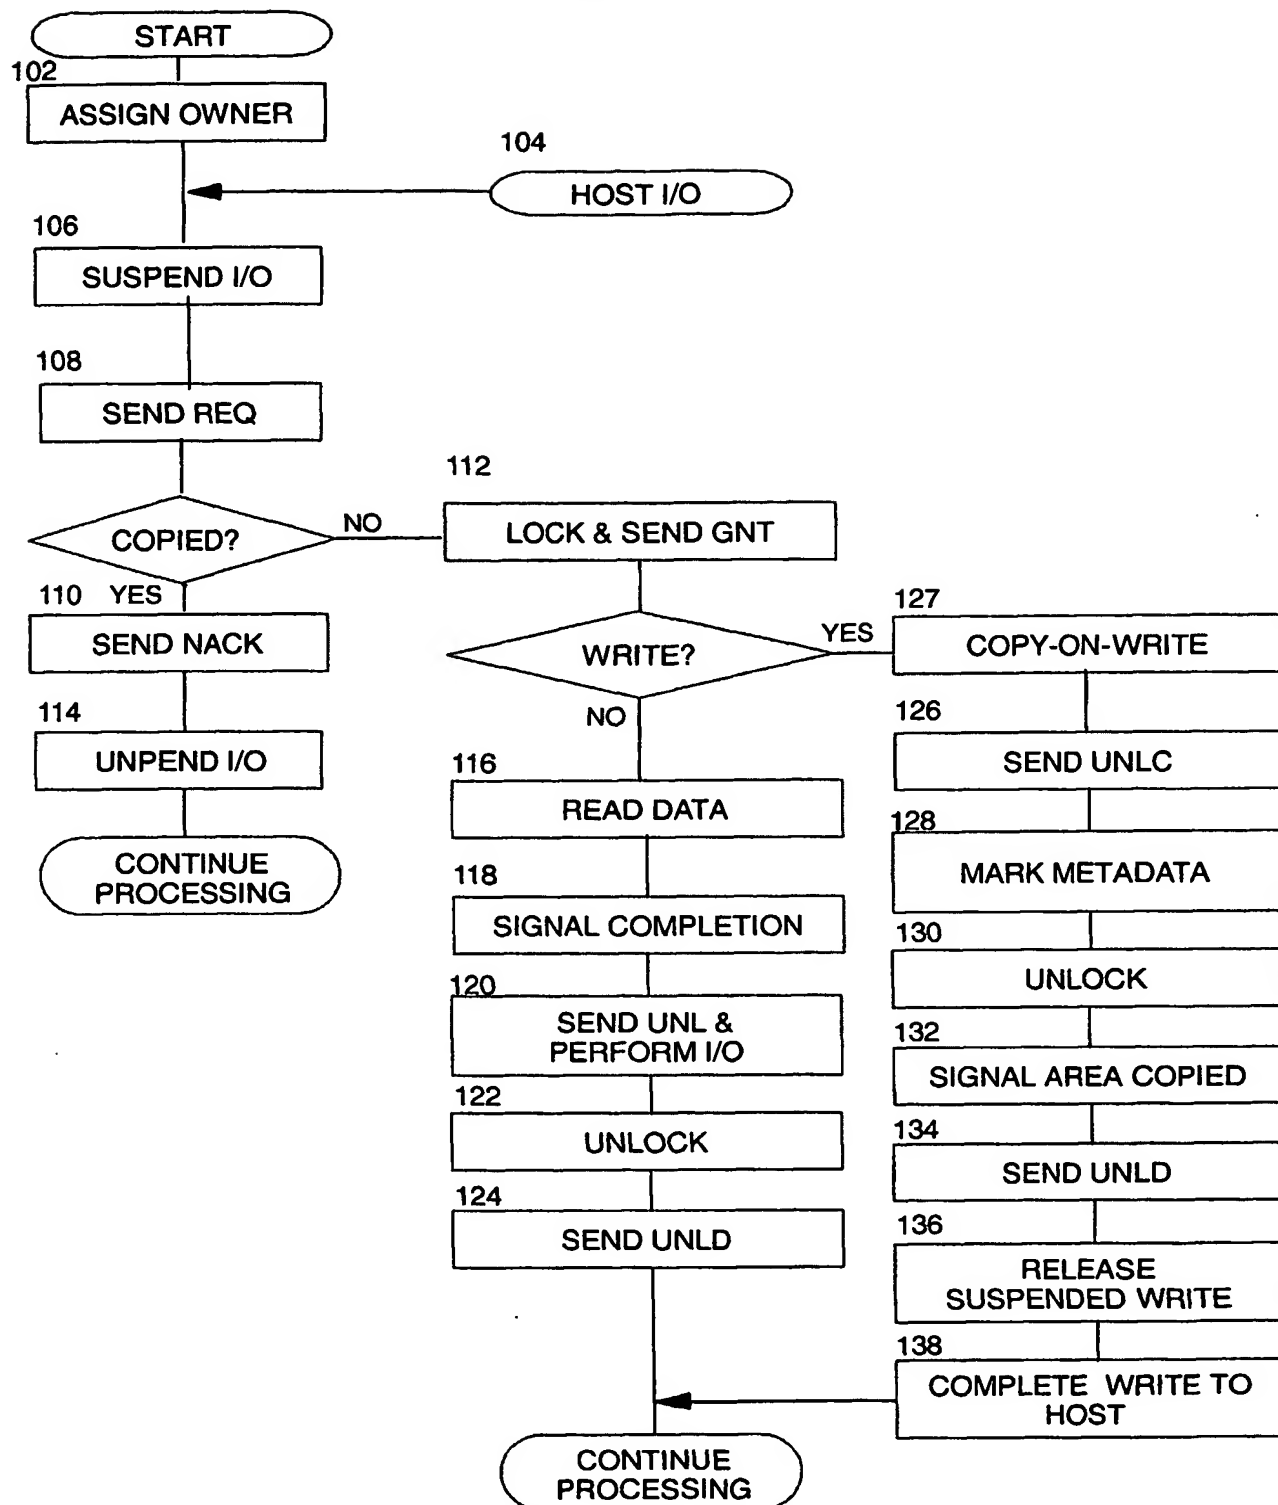 START
102
ASSIGN OWNER
104
HOST I/O
106
SUSPEND I/O
108
SEND REQ
COPIED?
NO
112
LOCK & SEND GNT
YES
110
SEND NACK
114
UNPEND I/O
CONTINUE
PROCESSING
WRITE?
NO
116
READ DATA
118
SIGNAL COMPLETION
120
SEND UNL &
PERFORM I/O
122
UNLOCK
124
SEND UNLD
YES
127
COPY-ON-WRITE
126
SEND UNLC
128
MARK METADATA
130
UNLOCK
132
SIGNAL AREA COPIED
134
SEND UNLD
136
RELEASE
SUSPENDED WRITE
138
COMPLETE WRITE TO
HOST
CONTINUE
PROCESSING